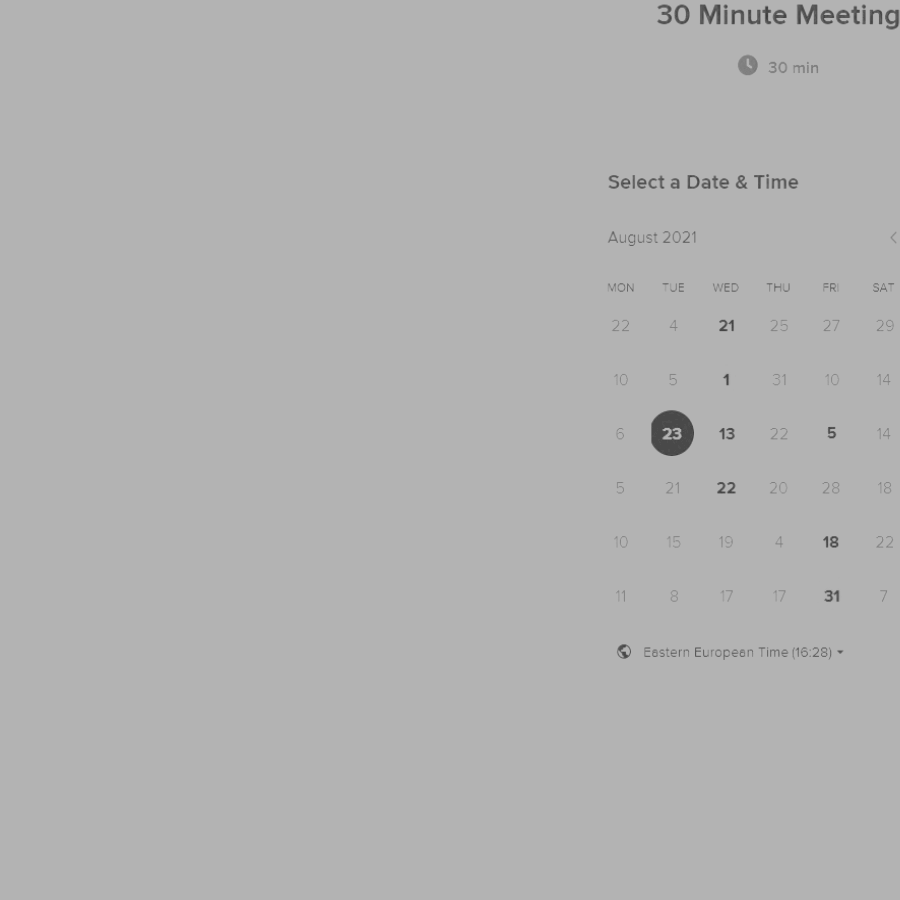 30 Minute Meeting
30 min
Select a Date & Time
August 2021
MON TUE WED THU FRI SAT
22 4 21 25 27 29
10 5 1 31 10 14
6 23 13 22 5 14
5 21 22 20 28 18
10 15 19 4 18 22
11 8 17 17 31 7
Eastern European Time (16:28)